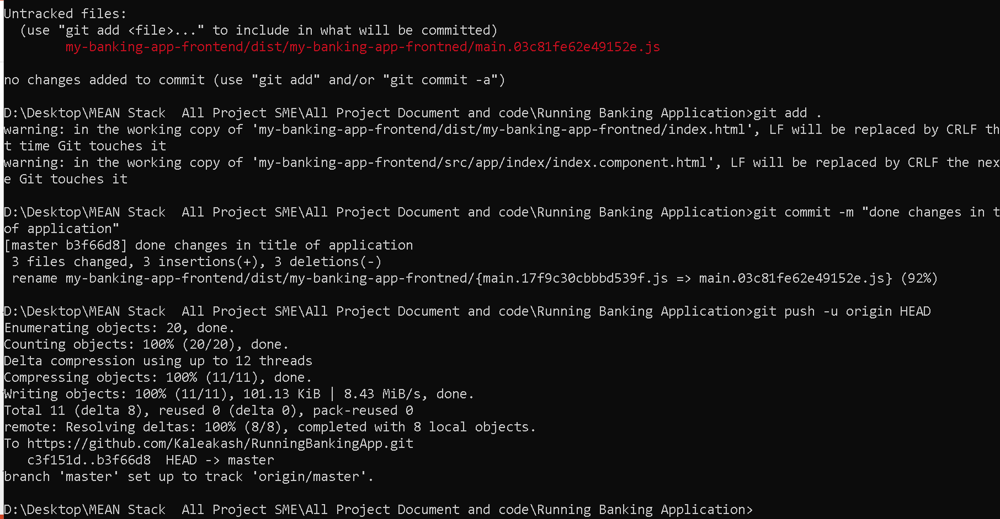 Untracked files:
  (use "git add <file>..." to include in what will be committed)
        my-banking-app-frontend/dist/my-banking-app-frontned/main.03c81fe62e49152e.js
no changes added to commit (use "git add" and/or "git commit -a")
D:\Desktop\MEAN Stack  All Project SME\All Project Document and code\Running Banking Application>git add .
warning: in the working copy of 'my-banking-app-frontend/dist/my-banking-app-frontned/index.html', LF will be replaced by CRLF th
t time Git touches it
warning: in the working copy of 'my-banking-app-frontend/src/app/index/index.component.html', LF will be replaced by CRLF the nex
e Git touches it
D:\Desktop\MEAN Stack  All Project SME\All Project Document and code\Running Banking Application>git commit -m "done changes in t
of application"
[master b3f66d8] done changes in title of application
 3 files changed, 3 insertions(+), 3 deletions(-)
 rename my-banking-app-frontend/dist/my-banking-app-frontned/{main.17f9c30cbbbd539f.js => main.03c81fe62e49152e.js} (92%)
D:\Desktop\MEAN Stack  All Project SME\All Project Document and code\Running Banking Application>git push -u origin HEAD
Enumerating objects: 20, done.
Counting objects: 100% (20/20), done.
Delta compression using up to 12 threads
Compressing objects: 100% (11/11), done.
Writing objects: 100% (11/11), 101.13 KiB | 8.43 MiB/s, done.
Total 11 (delta 8), reused 0 (delta 0), pack-reused 0
remote: Resolving deltas: 100% (8/8), completed with 8 local objects.
To https://github.com/Kaleakash/RunningBankingApp.git
   c3f151d..b3f66d8  HEAD -> master
branch 'master' set up to track 'origin/master'.
D:\Desktop\MEAN Stack  All Project SME\All Project Document and code\Running Banking Application>